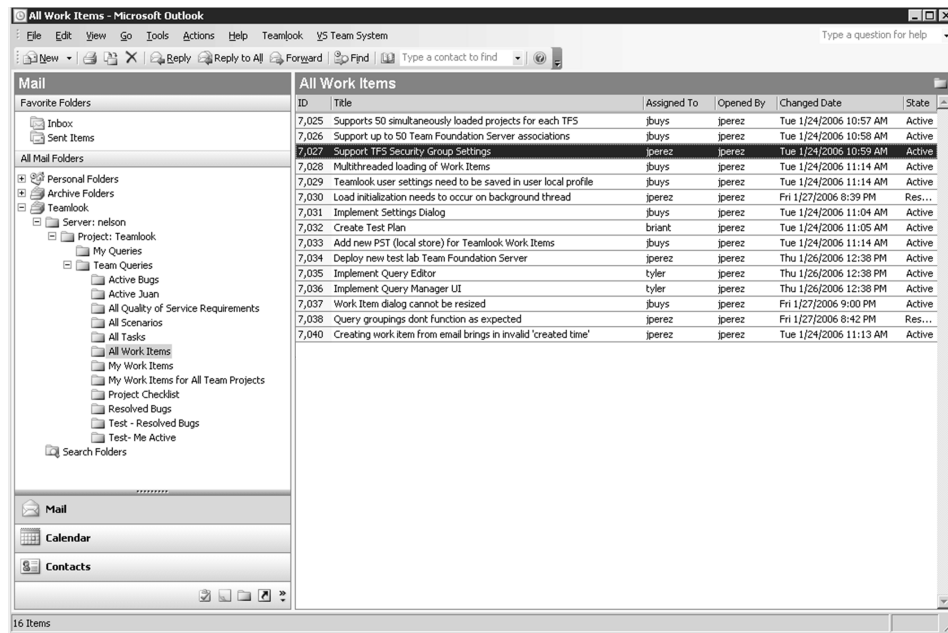 All Work Items - Microsoft Outlook
File Edit View Go Tools Actions Help Teamlook VS Team System Type a question for help
New Reply Reply to All Forward Find Type a contact to find
Mail
Favorite Folders
Inbox
Sent Items
All Mail Folders
Personal Folders
Archive Folders
Teamlook
Server: nelson
Project: Teamlook
My Queries
Team Queries
Active Bugs
Active Juan
All Quality of Service Requirements
All Scenarios
All Tasks
All Work Items
My Work Items
My Work Items for All Team Projects
Project Checklist
Resolved Bugs
Test - Resolved Bugs
Test- Me Active
Search Folders
Mail
Calendar
Contacts
All Work Items
ID Title Assigned To Opened By Changed Date State
7,025 Supports 50 simultaneously loaded projects for each TFS jbuys jperez Tue 1/24/2006 10:57 AM Active
7,026 Support up to 50 Team Foundation Server associations jbuys jperez Tue 1/24/2006 10:58 AM Active
7,027 Support TFS Security Group Settings jperez jperez Tue 1/24/2006 10:59 AM Active
7,028 Multithreaded loading of Work Items jbuys jperez Tue 1/24/2006 11:14 AM Active
7,029 Teamlook user settings need to be saved in user local profile jbuys jperez Tue 1/24/2006 11:14 AM Active
7,030 Load initialization needs to occur on background thread jperez jperez Fri 1/27/2006 8:39 PM Res...
7,031 Implement Settings Dialog jbuys jperez Tue 1/24/2006 11:04 AM Active
7,032 Create Test Plan briant jperez Tue 1/24/2006 11:05 AM Active
7,033 Add new PST (local store) for Teamlook Work Items jbuys jperez Tue 1/24/2006 11:14 AM Active
7,034 Deploy new test lab Team Foundation Server jperez jperez Thu 1/26/2006 12:38 PM Active
7,035 Implement Query Editor tyler jperez Thu 1/26/2006 12:38 PM Active
7,036 Implement Query Manager UI tyler jperez Thu 1/26/2006 12:38 PM Active
7,037 Work Item dialog cannot be resized jbuys jperez Fri 1/27/2006 9:00 PM Active
7,038 Query groupings dont function as expected jperez jperez Fri 1/27/2006 8:42 PM Res...
7,040 Creating work item from email brings in invalid 'created time' jperez jperez Tue 1/24/2006 11:13 AM Active
16 Items